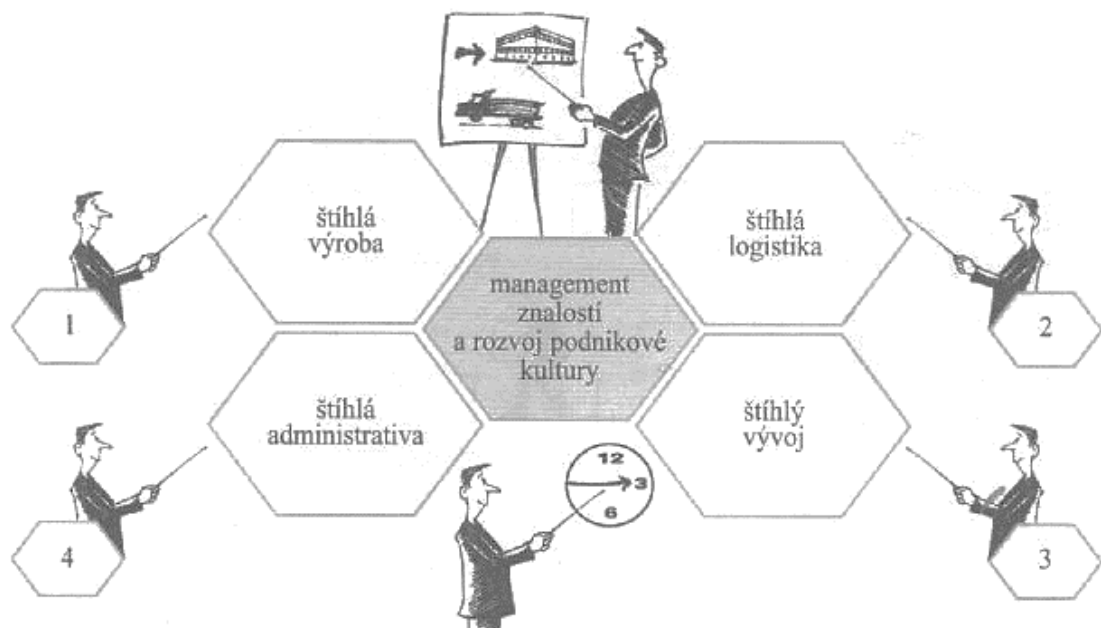 štíhlá
výroba
štíhlá
logistika
management
znalostí
a rozvoj podnikové
kultury
1
2
štíhlá
administrativa
štíhlý
vývoj
12
3
6
4
3